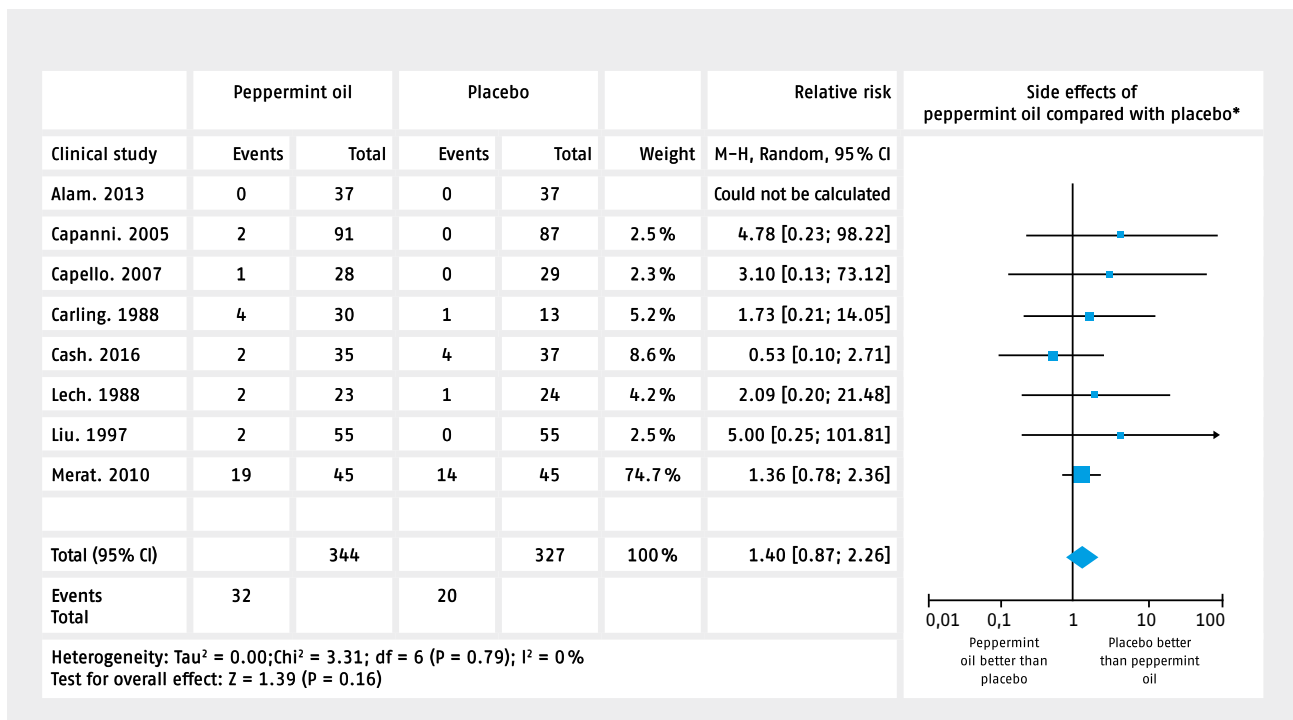 Peppermint oil Placebo Relative risk Side effects of
peppermint oil compared with placebo*
Clinical study Events Total Events Total Weight M-H, Random, 95% CI
Alam. 2013 0 37 0 37 Could not be calculated
Capanni. 2005 2 91 0 87 2.5% 4.78 [0.23; 98.22]
Capello. 2007 1 28 0 29 2.3% 3.10 [0.13; 73.12]
Carling. 1988 4 30 1 13 5.2% 1.73 [0.21; 14.05]
Cash. 2016 2 35 4 37 8.6% 0.53 [0.10; 2.71]
Lech. 1988 2 23 1 24 4.2% 2.09 [0.20; 21.48]
Liu. 1997 2 55 0 55 2.5% 5.00 [0.25; 101.81]
Merat. 2010 19 45 14 45 74.7% 1.36 [0.78; 2.36]
Total (95% CI) 344 327 100% 1.40 [0.87; 2.26]
Events 32 20
Total
Heterogeneity: Tau² = 0.00;Chi² = 3.31; df = 6 (P = 0.79); I² = 0%
Test for overall effect: Z = 1.39 (P = 0.16)
0,01 0,1 1 10 100
Peppermint
oil better than
placebo
Placebo better
than peppermint
oil